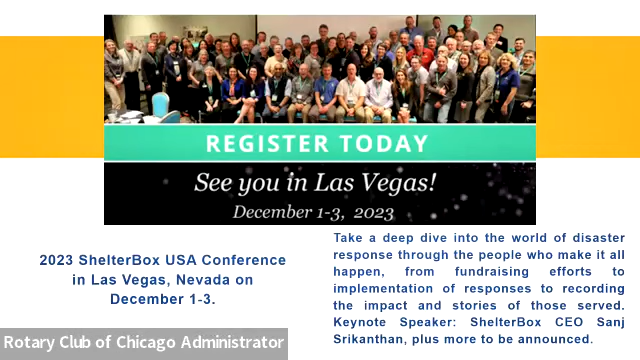 REGISTER TODAY
See you in Las Vegas!
December 1-3, 2023
2023 ShelterBox USA Conference
in Las Vegas, Nevada on
December 1-3.
Take a deep dive into the world of disaster
response through the people who make it all
happen, from fundraising efforts to
implementation of responses to recording
the impact and stories of those served.
Keynote Speaker: ShelterBox CEO Sanj
Srikanthan, plus more to be announced.
Rotary Club of Chicago Administrator